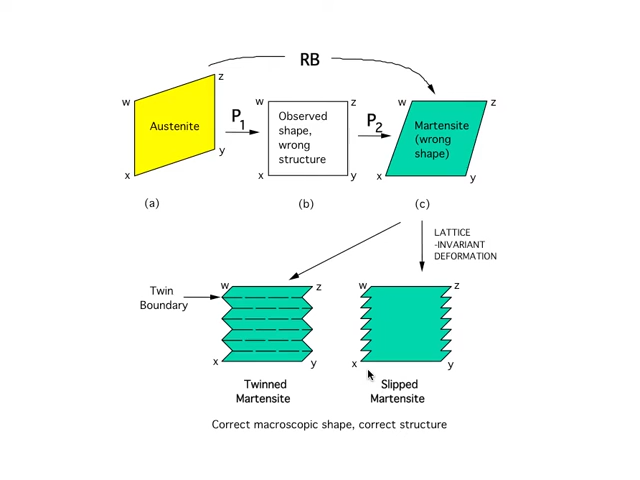 RB
w
z
w
z
w
z
Austenite
P1
Observed
shape,
wrong
structure
P2
Martensite
(wrong
shape)
x
y
x
y
x
y
(a)
(b)
(c)
LATTICE
-INVARIANT
DEFORMATION
Twin
Boundary
w
z
w
z
x
y
x
y
Twinned
Martensite
Slipped
Martensite
Correct macroscopic shape, correct structure